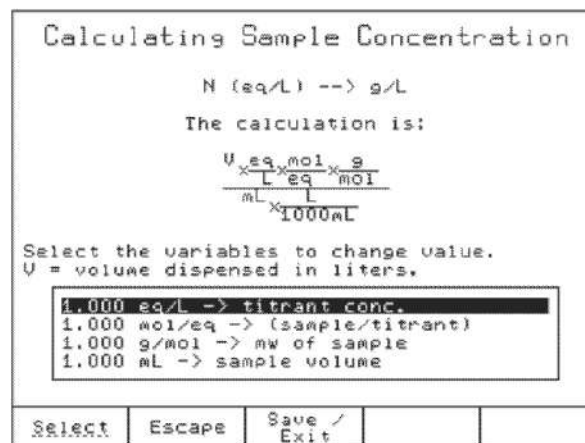 Calculating Sample Concentration
N (eq/L) --> g/L
The calculation is:
V × eq/L × mol/eq × g/mol
mL × L/1000mL
Select the variables to change value.
V = volume dispensed in liters.
1.000 eq/L -> titrant conc.
1.000 mol/eq -> (sample/titrant)
1.000 g/mol -> mw of sample
1.000 mL -> sample volume
Select
Escape
Save /
Exit